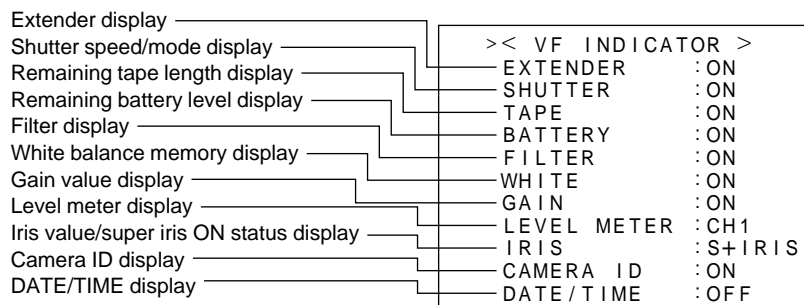 Extender display
Shutter speed/mode display
Remaining tape length display
Remaining battery level display
Filter display
White balance memory display
Gain value display
Level meter display
Iris value/super iris ON status display
Camera ID display
DATE/TIME display
>< VF INDICATOR >
EXTENDER :ON
SHUTTER :ON
TAPE :ON
BATTERY :ON
FILTER :ON
WHITE :ON
GAIN :ON
LEVEL METER :CH1
IRIS :S+IRIS
CAMERA ID :ON
DATE/TIME :OFF